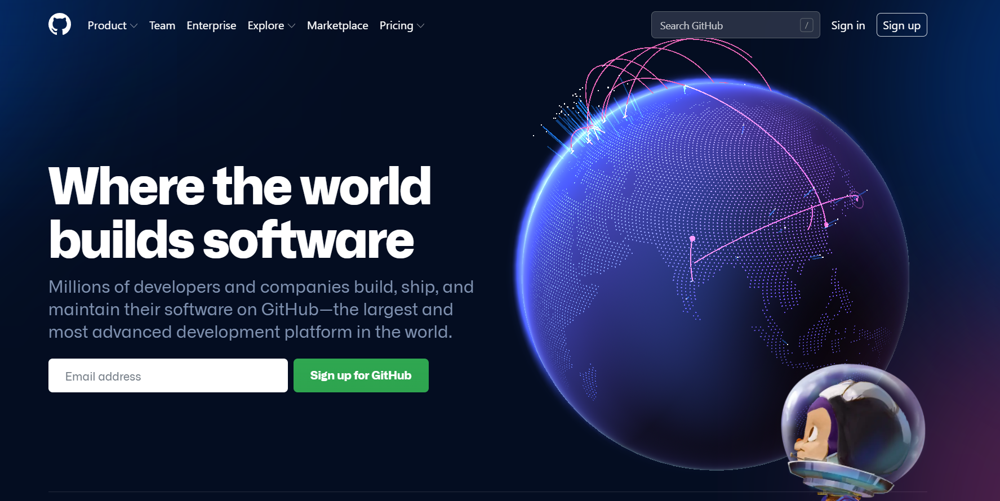 Product Team Enterprise Explore Marketplace Pricing Search GitHub / Sign in Sign up
Where the world
builds software
Millions of developers and companies build, ship, and
maintain their software on GitHub—the largest and
most advanced development platform in the world.
Email address Sign up for GitHub